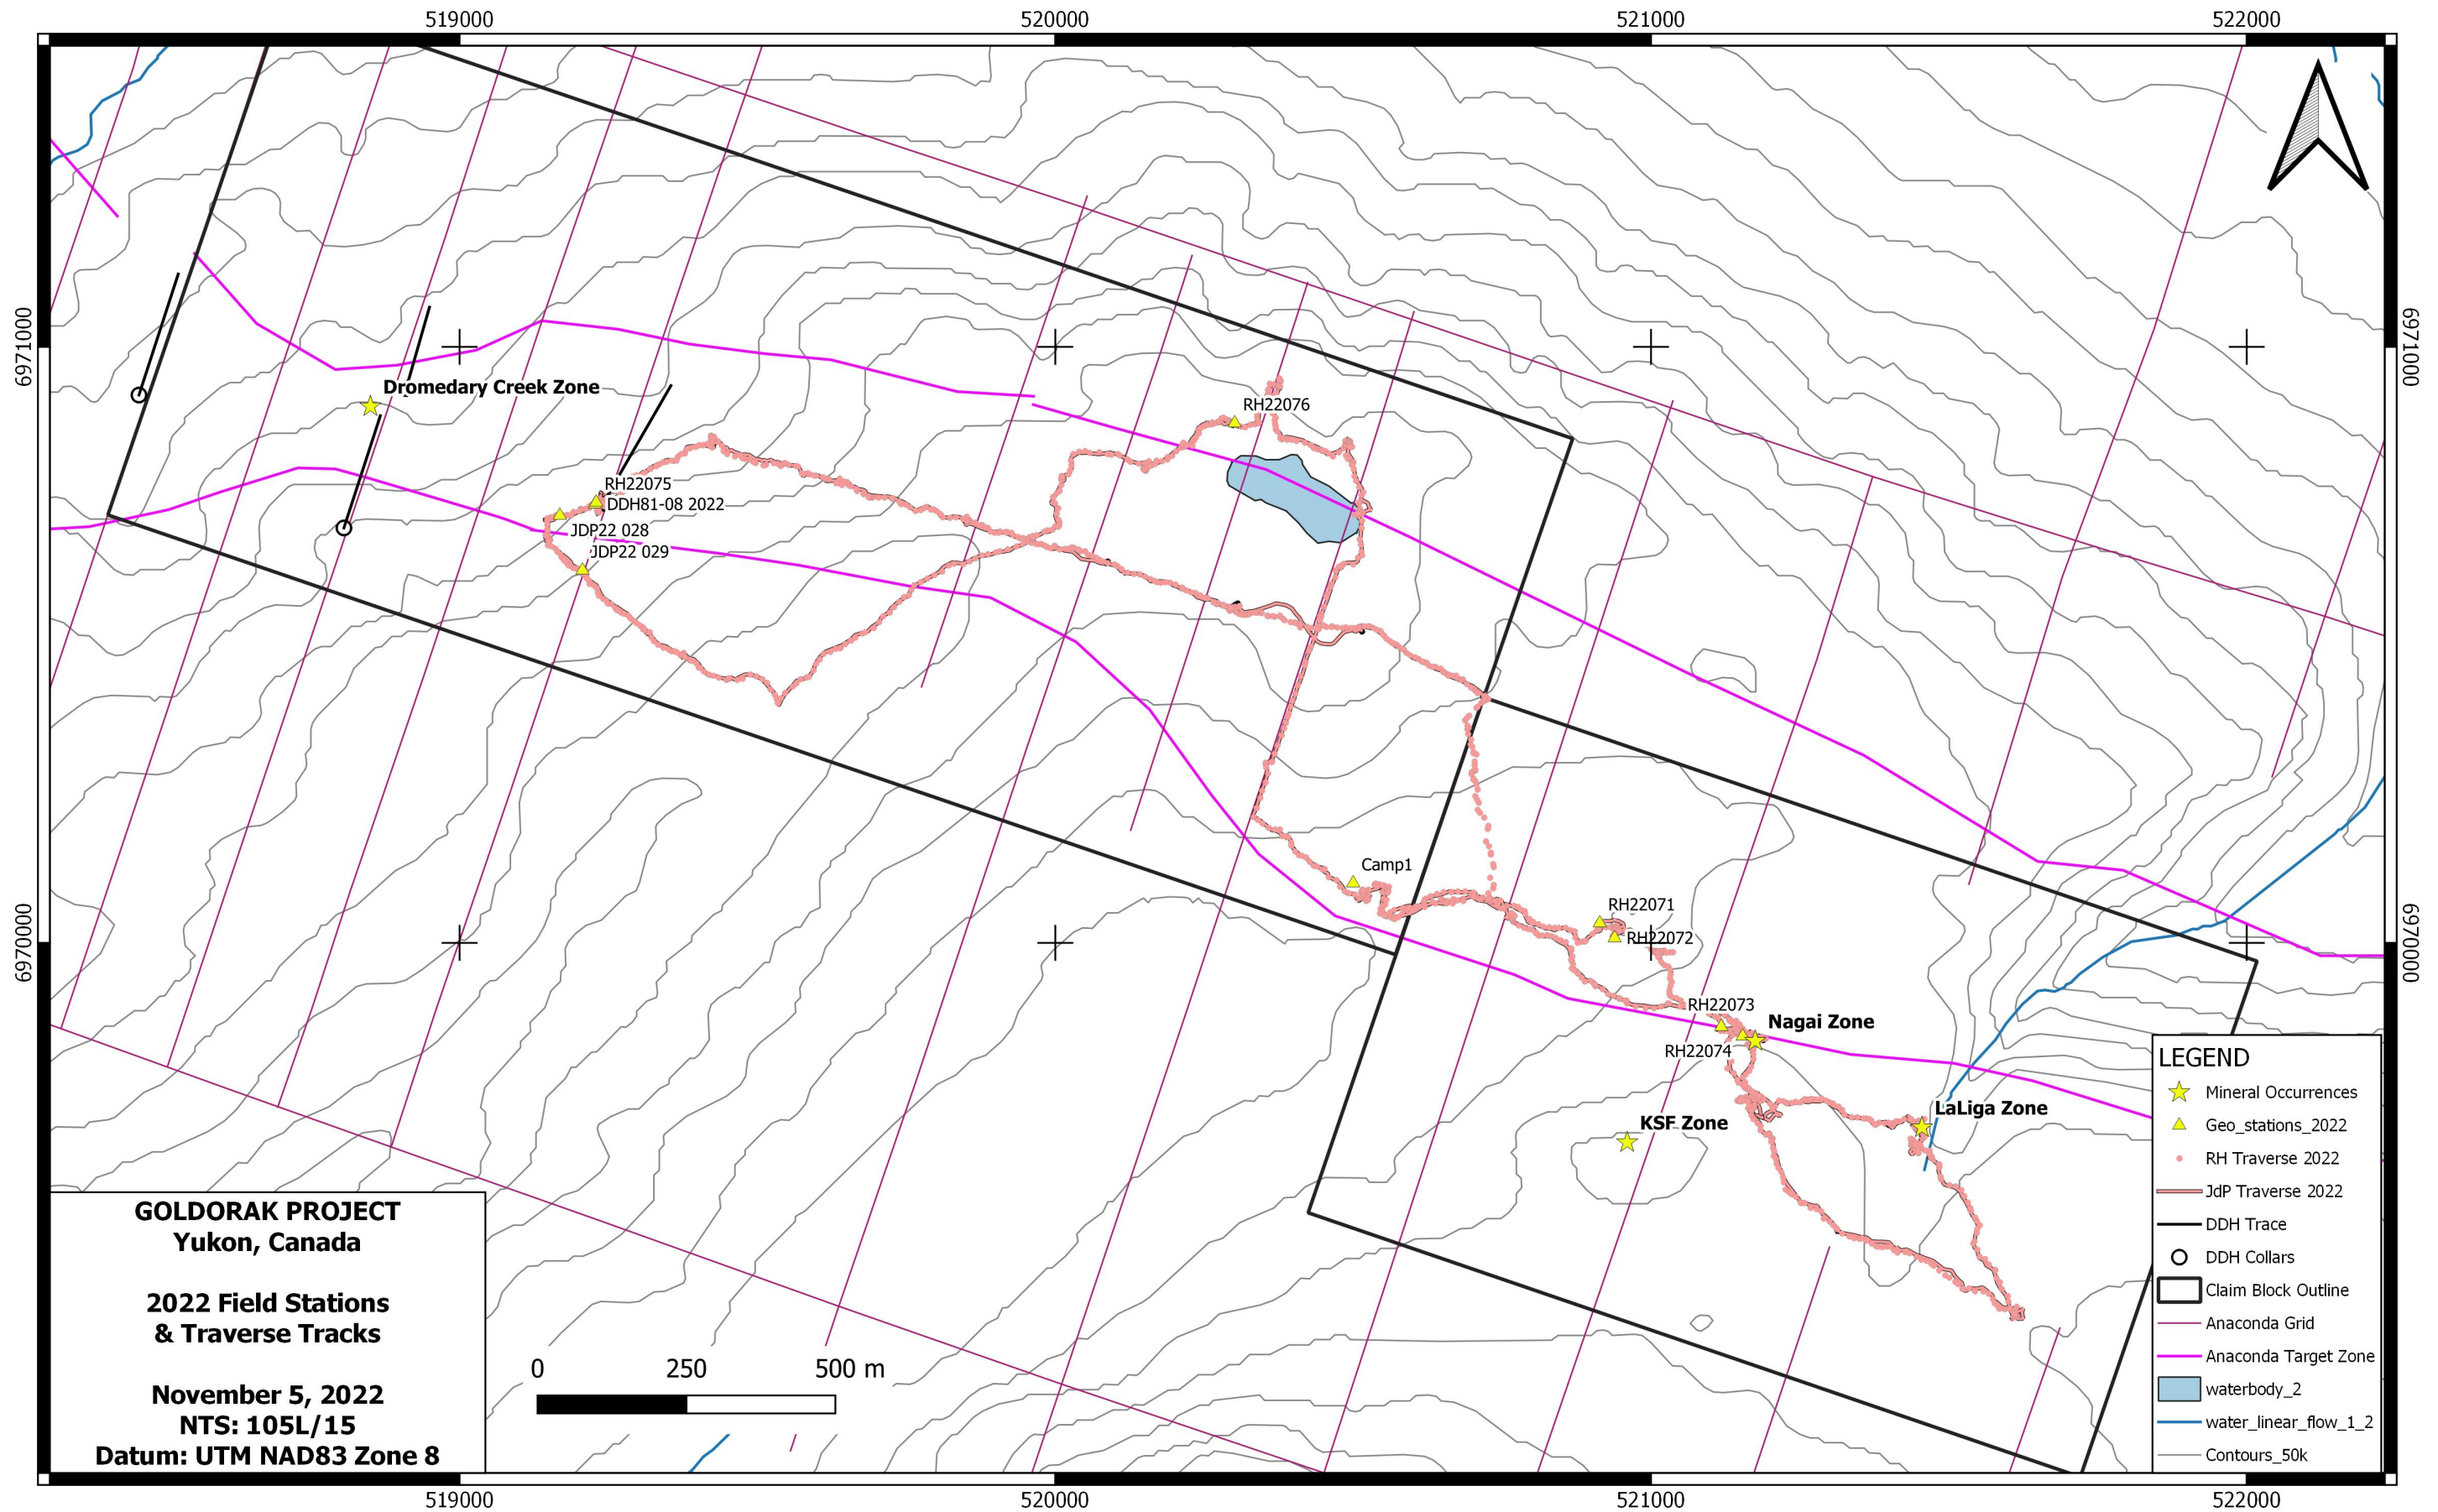 519000
520000
521000
522000
6971000
6971000
Dromedary Creek Zone
RH22076
RH22075
DDH81-08 2022
JDP22 028
JDP22 029
Camp1
RH22071
RH22072
6970000
6970000
RH22073
Nagai Zone
RH22074
KSF Zone
LaLiga Zone
LEGEND
Mineral Occurrences
Geo_stations_2022
RH Traverse 2022
JdP Traverse 2022
DDH Trace
DDH Collars
Claim Block Outline
Anaconda Grid
Anaconda Target Zone
waterbody_2
water_linear_flow_1_2
Contours_50k
GOLDORAK PROJECT
Yukon, Canada
2022 Field Stations
& Traverse Tracks
November 5, 2022
NTS: 105L/15
Datum: UTM NAD83 Zone 8
0 250 500 m
519000
520000
521000
522000